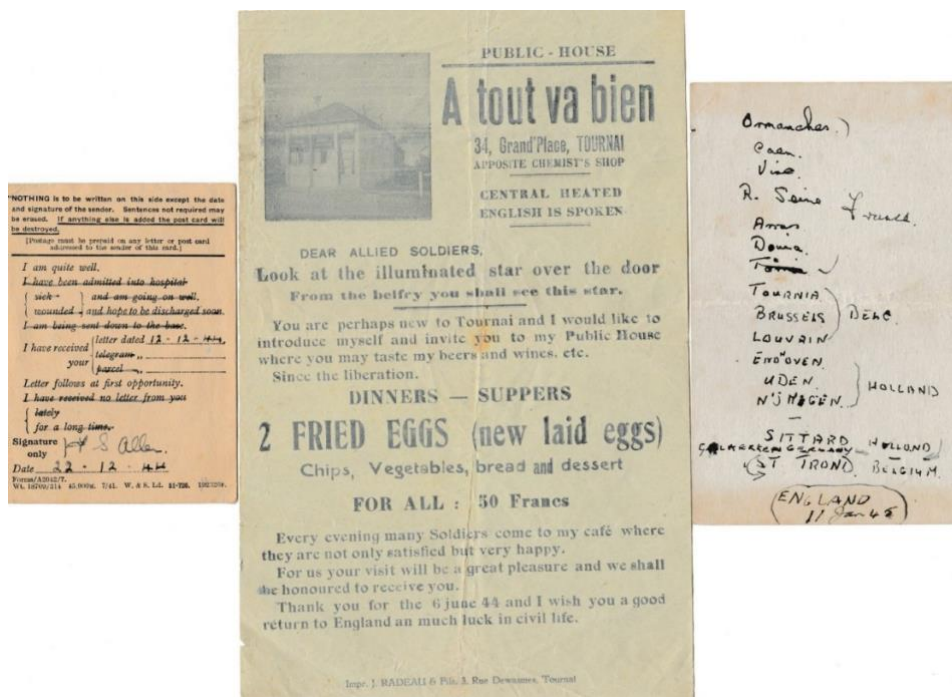 "NOTHING is to be written on this side except the date
and signature of the sender. Sentences not required may
be erased. If anything else is added the post card will
be destroyed.
[Postage must be prepaid on any letter or post card
addressed to the sender of this card.]
I am quite well.
I have been admitted into hospital
sick and am going on well.
wounded and hope to be discharged soon.
I am being sent down to the base.
I have received your
letter dated 12 - 12 - 44.
telegram „
parcel „
Letter follows at first opportunity.
I have received no letter from you
lately
for a long time.
Signature only S Allen
Date 22 . 12 . 44
Forms/A2042/7.
PUBLIC - HOUSE
A tout va bien
34, Grand'Place, TOURNAI
APPOSITE CHEMIST'S SHOP
CENTRAL HEATED
ENGLISH IS SPOKEN
DEAR ALLIED SOLDIERS,
Look at the illuminated star over the door
From the belfry you shall see this star.
You are perhaps new to Tournai and I would like to
introduce myself and invite you to my Public House
where you may taste my beers and wines. etc.
Since the liberation.
DINNERS — SUPPERS
2 FRIED EGGS (new laid eggs)
Chips, Vegetables, bread and dessert
FOR ALL : 50 Francs
Every evening many Soldiers come to my café where
they are not only satisfied but very happy.
For us your visit will be a great pleasure and we shall
be honoured to receive you.
Thank you for the 6 june 44 and I wish you a good
return to England an much luck in civil life.
Impr. J. RADEAU & Fils, 3, Rue Dewasmes, Tournai
Caen.
R. Seine
Arras
TOURNIA
BRUSSELS BELG.
LOUVAIN
END'OVEN
UDEN HOLLAND
N'JMEGEN
SITTARD HOLLAND
ST TROND. BELGIUM
ENGLAND
11 Jan 45